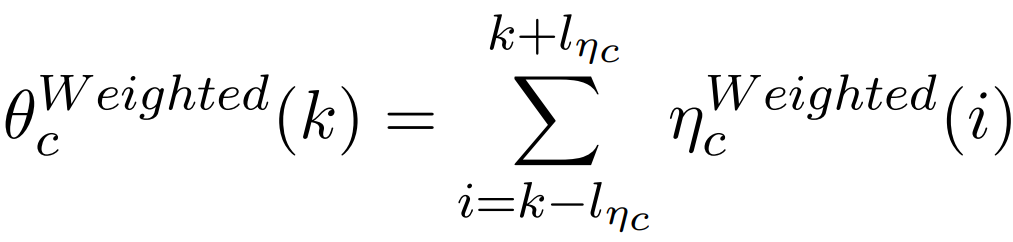 θ_c^{Weighted}(k) = \sum_{i=k-l_{η_c}}^{k+l_{η_c}} η_c^{Weighted}(i)